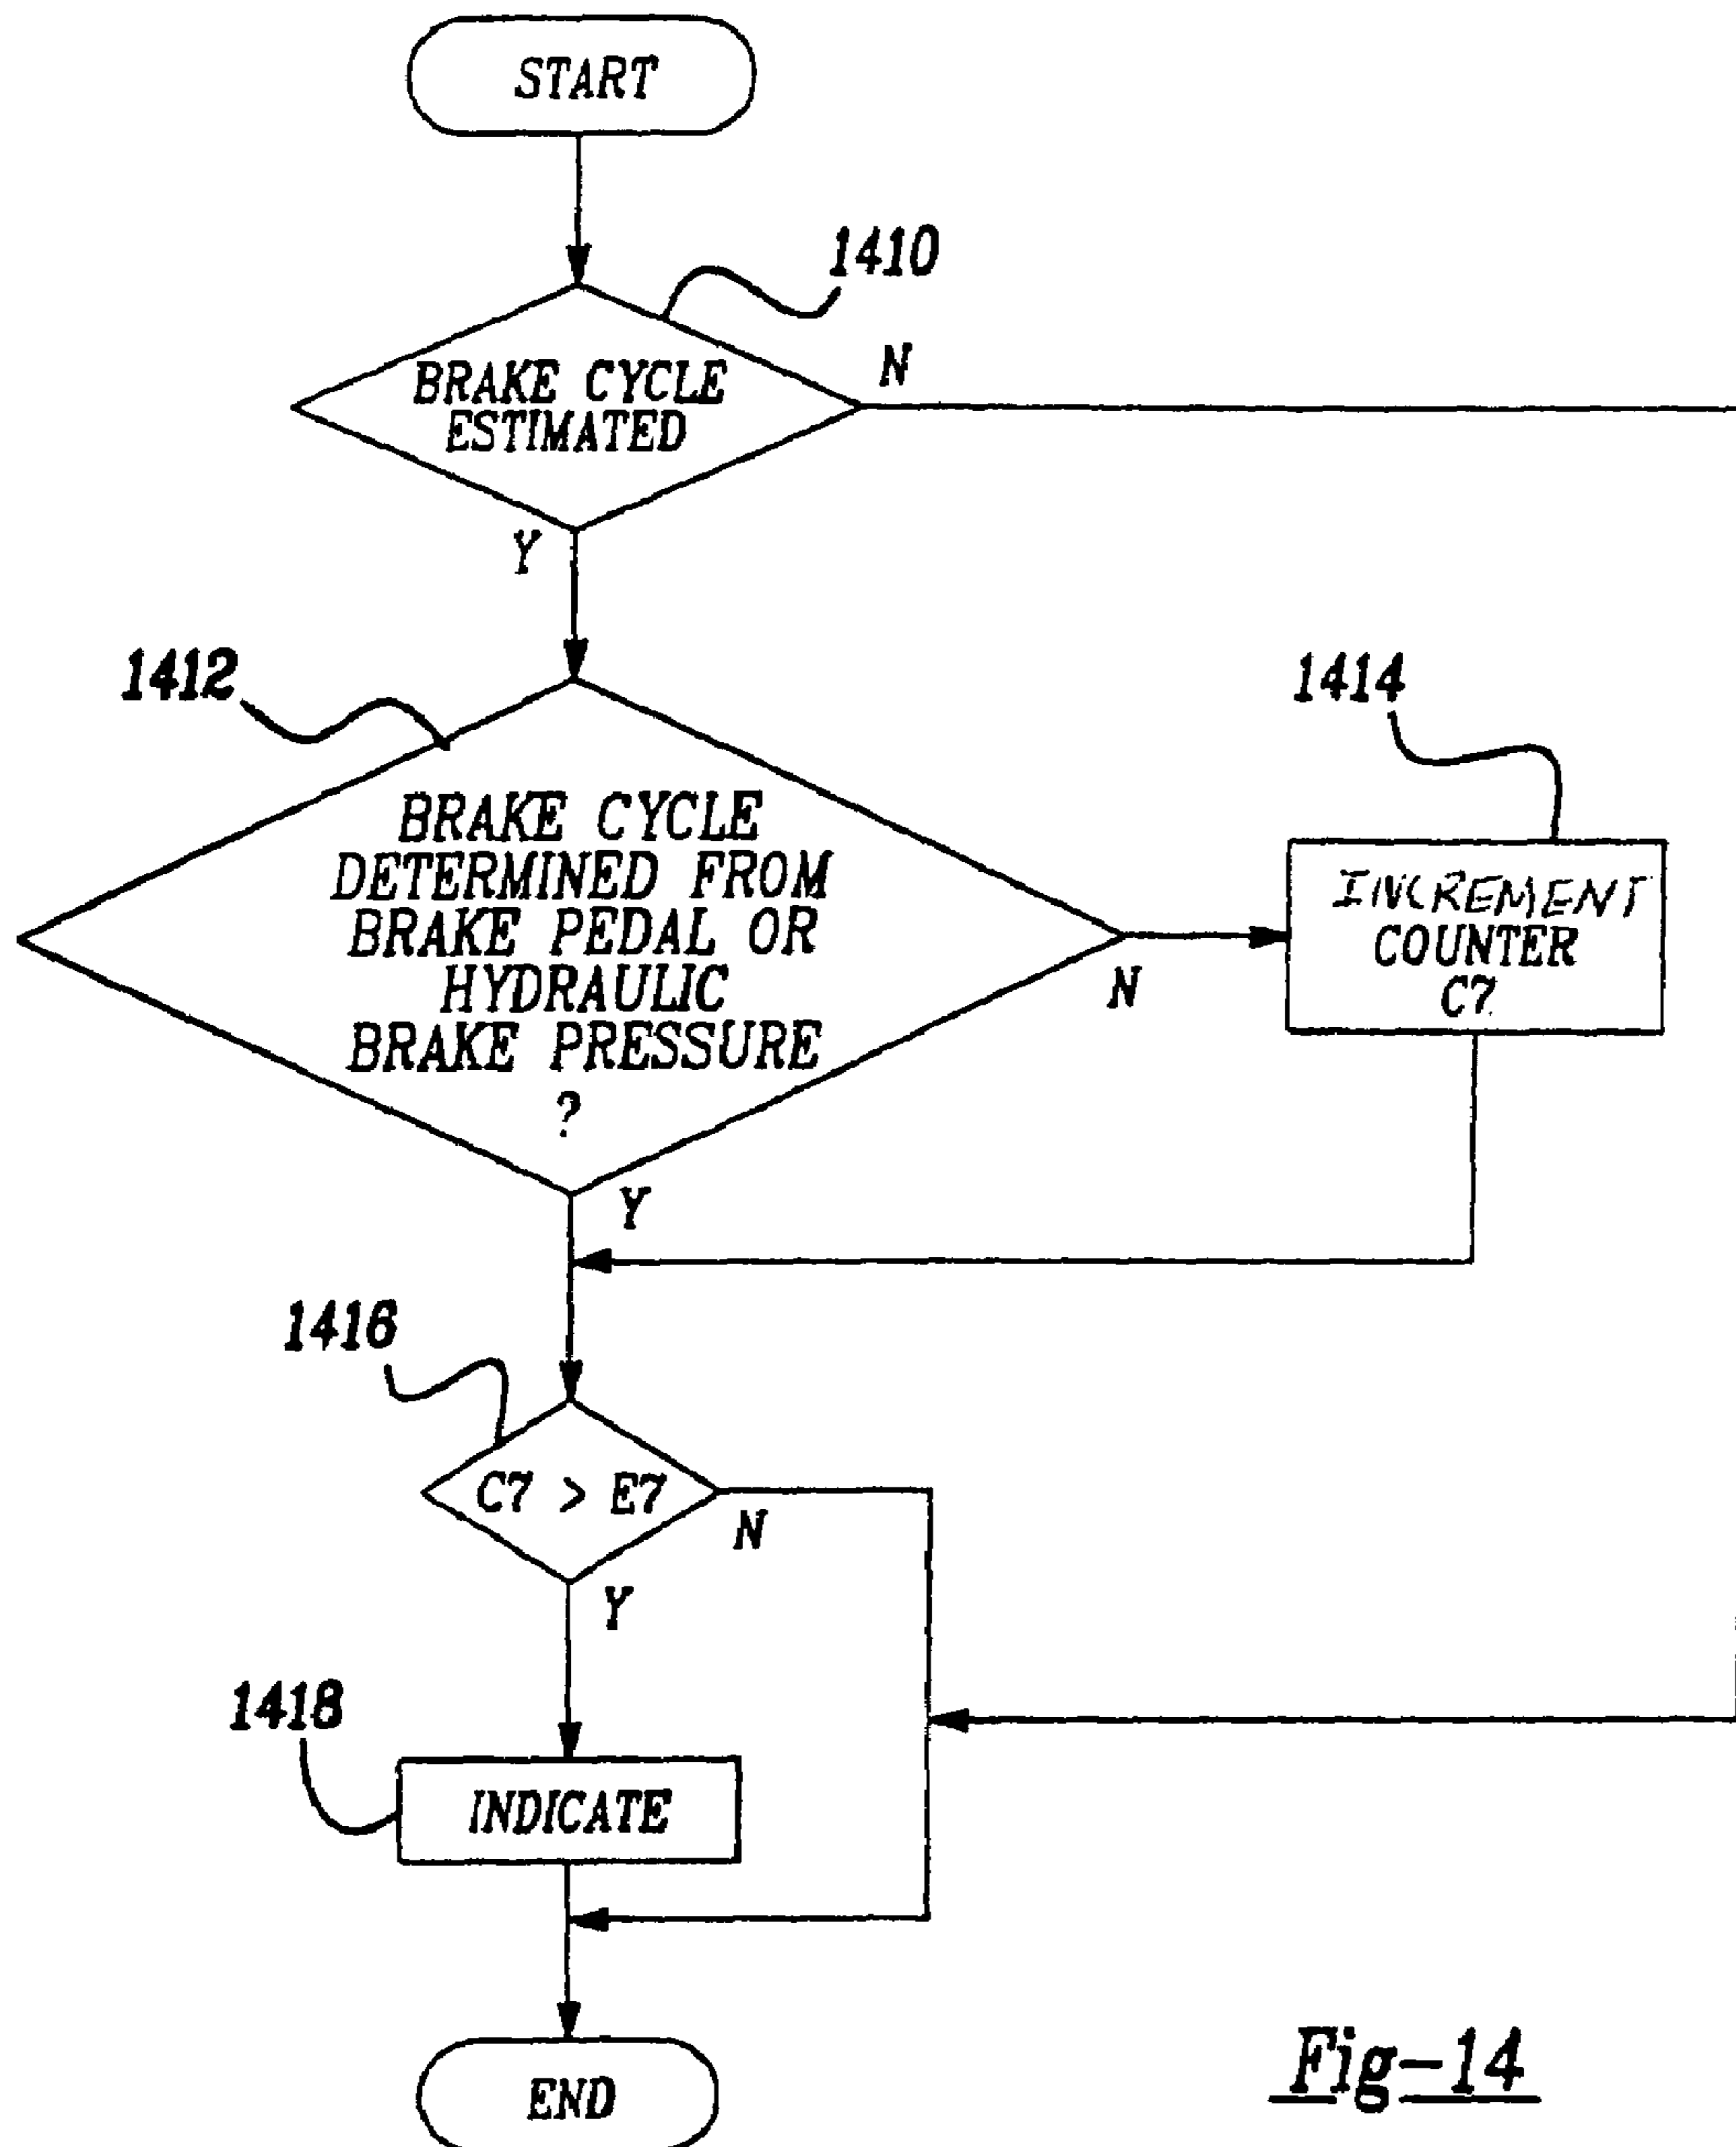 START
1410
BRAKE CYCLE
ESTIMATED
N
Y
1412
BRAKE CYCLE
DETERMINED FROM
BRAKE PEDAL OR
HYDRAULIC
BRAKE PRESSURE
?
N
Y
1414
INCREMENT
COUNTER
C7
1416
C7 > E7
N
Y
1418
INDICATE
END
Fig-14